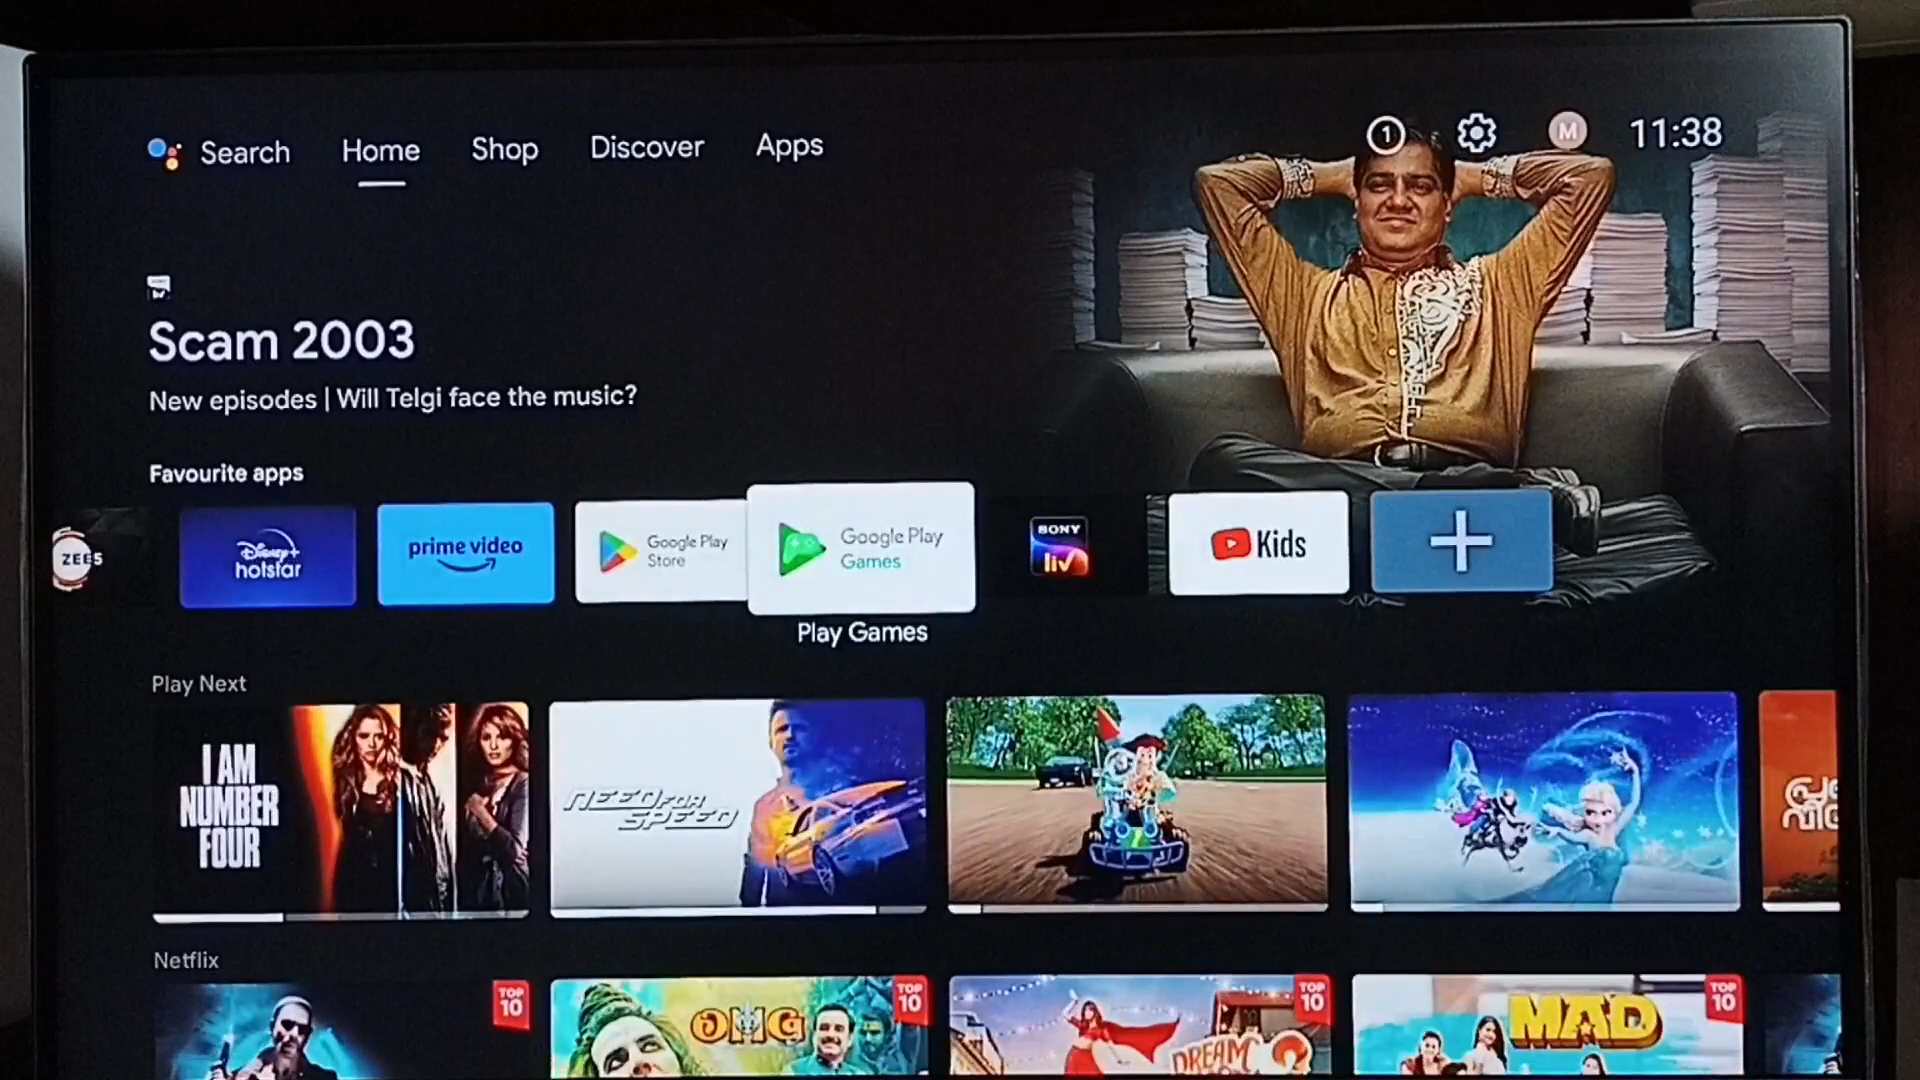 Search Home Shop Discover Apps
1
M
11:38
Scam 2003
New episodes | Will Telgi face the music?
Favourite apps
ZEE5
Disney+
hotstar
prime video
Google Play
Store
Google Play
Games
SONY
liv
Kids
Play Games
Play Next
I AM
NUMBER
FOUR
NEED FOR
SPEED
Netflix
TOP
10
OMG
TOP
10
DREAM
TOP
10
MAD
TOP
10